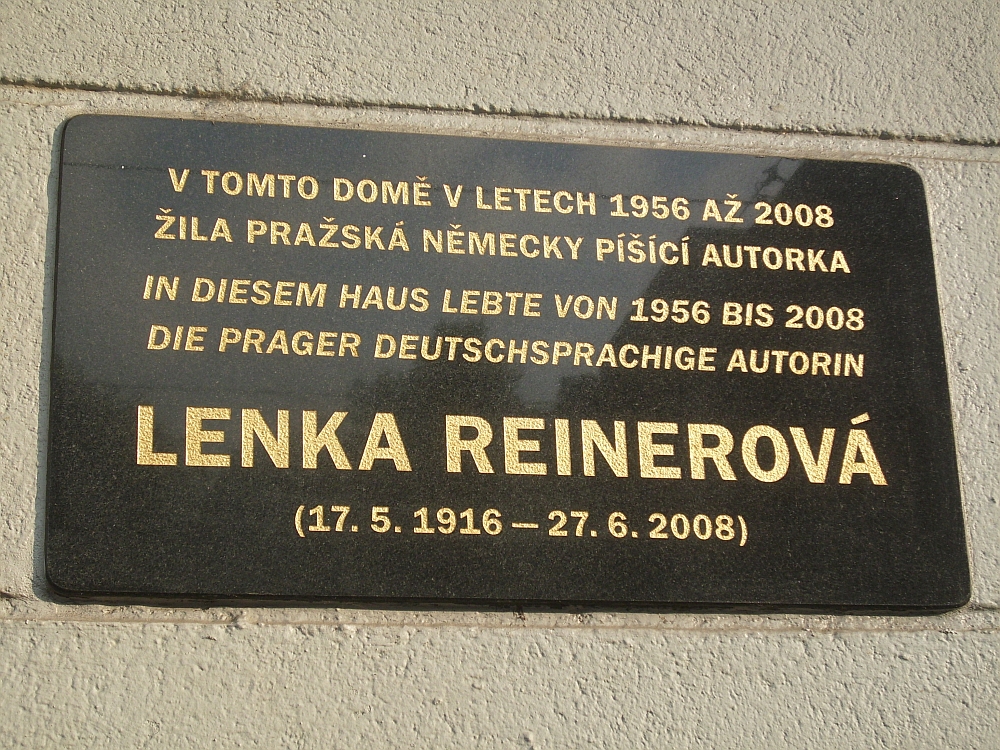 V TOMTO DOMĚ V LETECH 1956 AŽ 2008
ŽILA PRAŽSKÁ NĚMECKY PÍŠÍCÍ AUTORKA
IN DIESEM HAUS LEBTE VON 1956 BIS 2008
DIE PRAGER DEUTSCHSPRACHIGE AUTORIN
LENKA REINEROVÁ
(17. 5. 1916 – 27. 6. 2008)